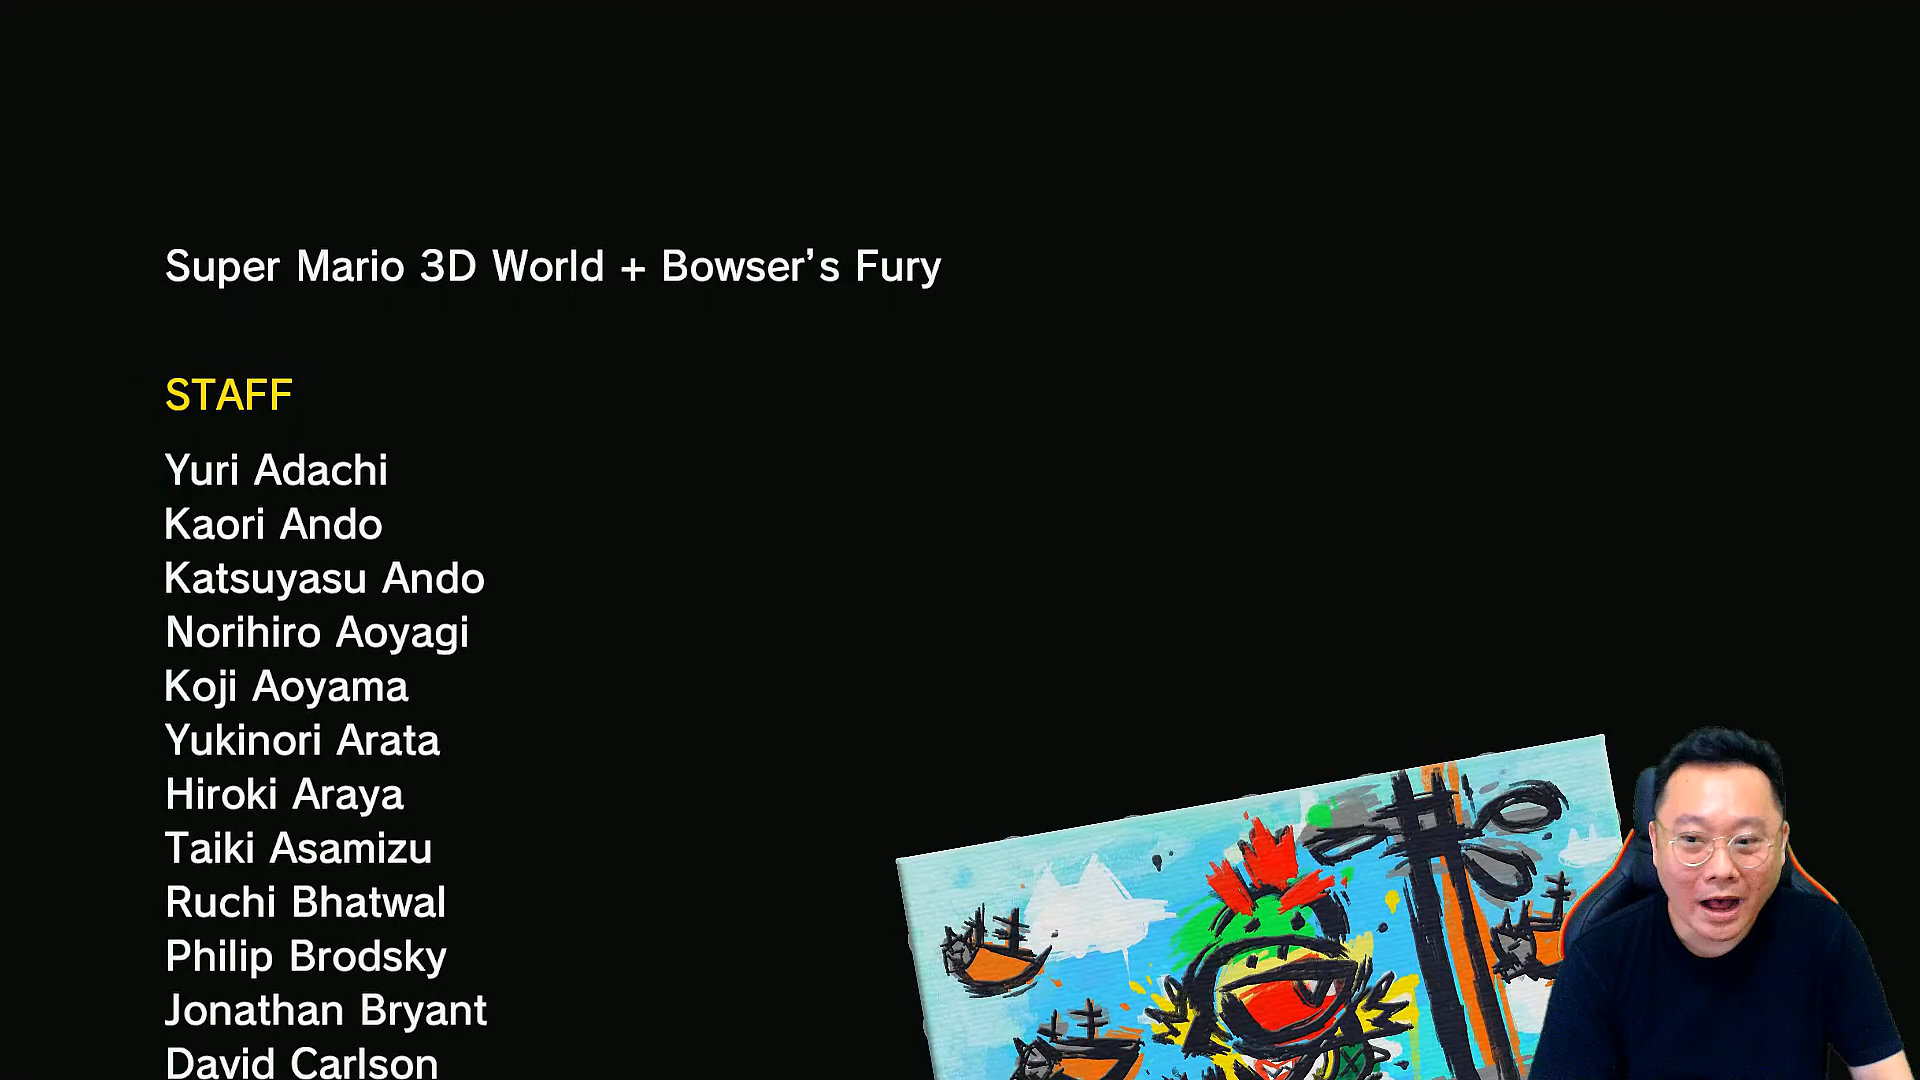 Super Mario 3D World + Bowser’s Fury
STAFF
Yuri Adachi
Kaori Ando
Katsuyasu Ando
Norihiro Aoyagi
Koji Aoyama
Yukinori Arata
Hiroki Araya
Taiki Asamizu
Ruchi Bhatwal
Philip Brodsky
Jonathan Bryant
David Carlson